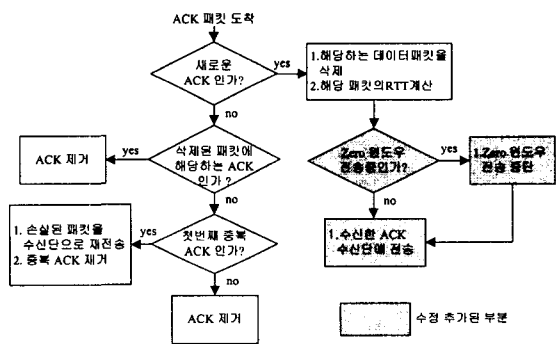 ACK 패킷 도착
새로운
ACK 인가?
yes
1.해당하는 데이터패킷을
삭제
2.해당 패킷의RTT계산
no
삭제된 패킷에
해당하는 ACK
인가 ?
yes
ACK 제거
Zero 윈도우
전송중인가?
yes
1.Zero 윈도우
전송 중단
no
no
첫번째 중복
ACK 인가?
yes
1. 손실된 패킷을
수신단으로 재전송
2. 중복 ACK 제거
1.수신한 ACK
수신단에 전송
no
ACK 제거
수정 추가된 부분